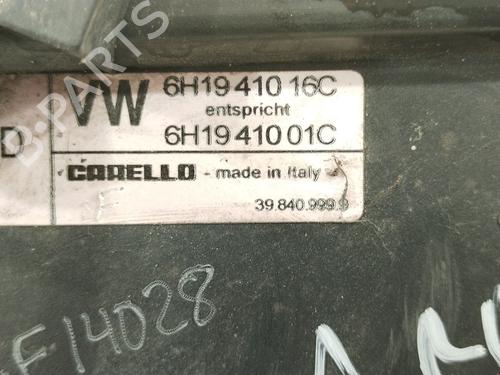 VW 6H19 410 16C
entspricht
6H19 410 01C
D
CARELLO - made in Italy
39.840.999.9
F14028
B-PARTS